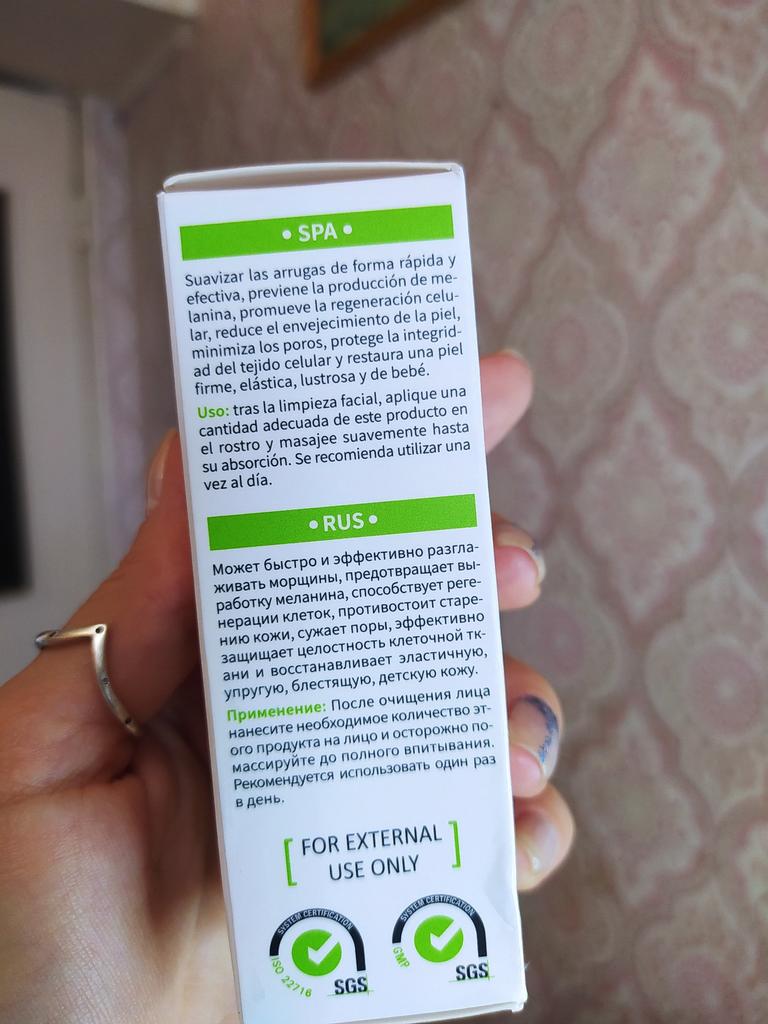 • SPA •
Suavizar las arrugas de forma rápida y
efectiva, previene la producción de me-
lanina, promueve la regeneración celu-
lar, reduce el envejecimiento de la piel,
minimiza los poros, protege la integrid-
ad del tejido celular y restaura una piel
firme, elástica, lustrosa y de bebé.
Uso: tras la limpieza facial, aplique una
cantidad adecuada de este producto en
el rostro y masajee suavemente hasta
su absorción. Se recomienda utilizar una
vez al día.
• RUS •
Может быстро и эффективно разгла-
живать морщины, предотвращает вы-
работку меланина, способствует реге-
нерации клеток, противостоит старе-
нию кожи, сужает поры, эффективно
защищает целостность клеточной тк-
ани и восстанавливает эластичную,
упругую, блестящую, детскую кожу.
Применение: После очищения лица
нанесите необходимое количество эт-
ого продукта на лицо и осторожно по-
массируйте до полного впитывания.
Рекомендуется использовать один раз
в день.
FOR EXTERNAL
USE ONLY
SYSTEM CERTIFICATION
ISO 22716
SGS
SYSTEM CERTIFICATION
GMP
SGS